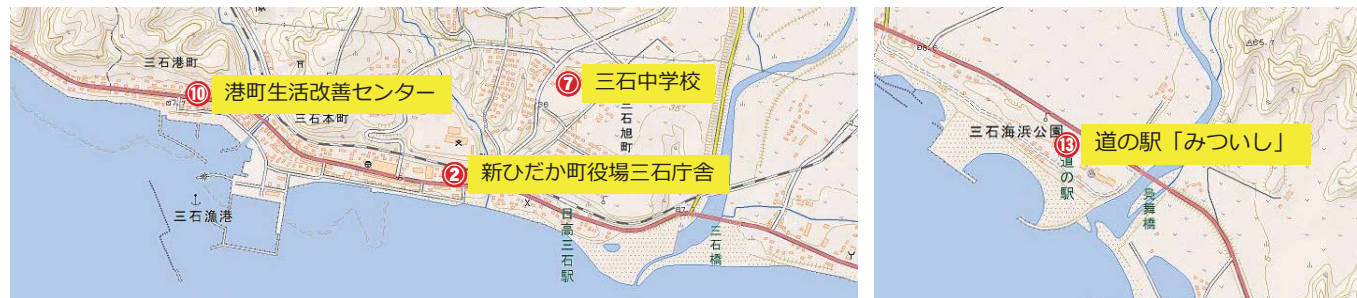 三石港町
⑩ 港町生活改善センター
三石本町
⑦ 三石中学校
三石旭町
② 新ひだか町役場三石庁舎
三石漁港
日高三石駅
三石橋
三石海浜公園
⑬ 道の駅「みついし」
道の駅